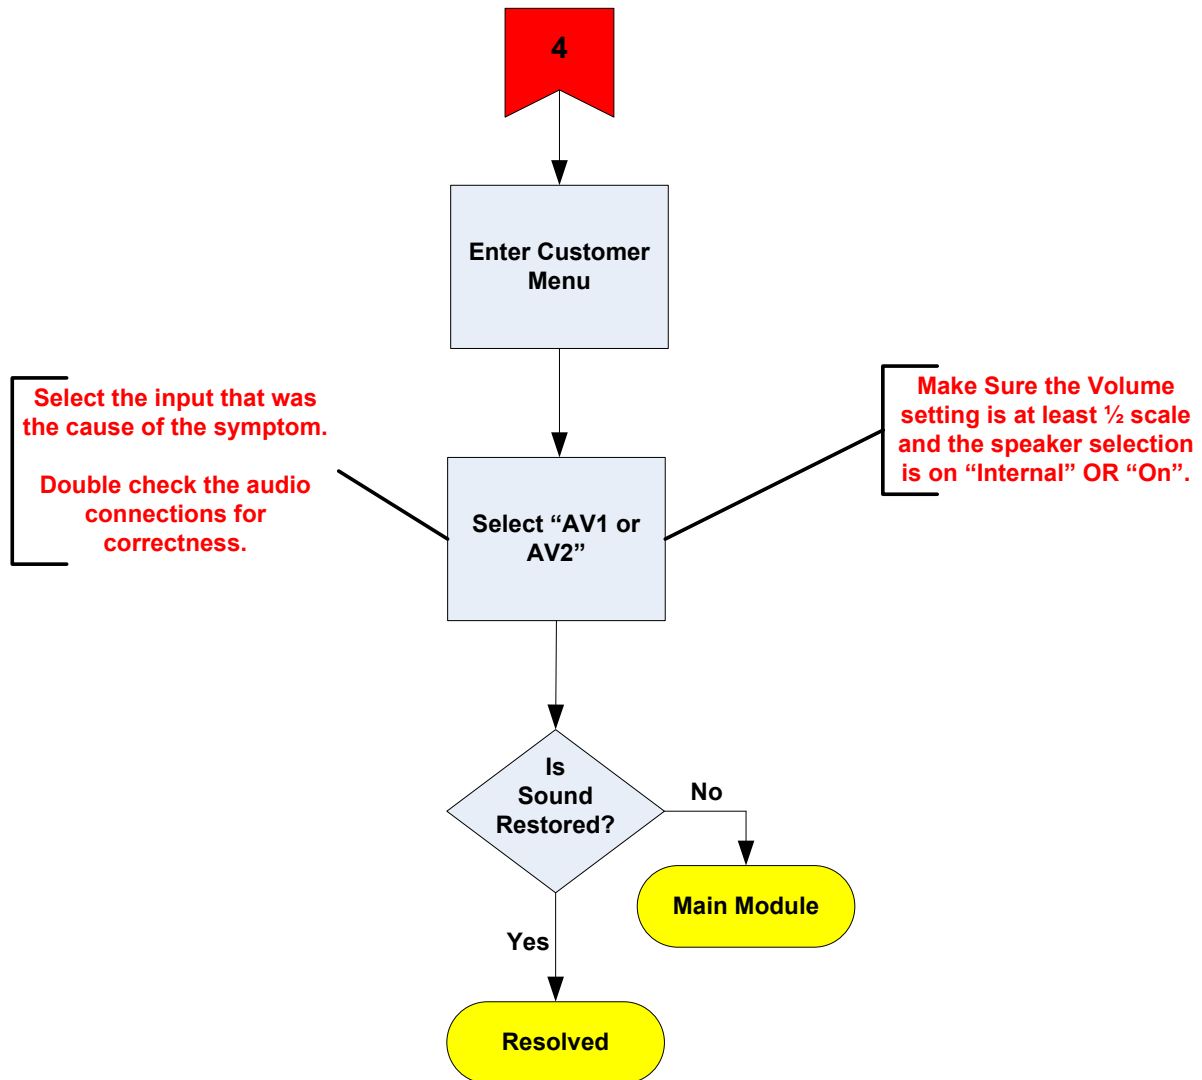 4
Enter Customer
Menu
Select the input that was
the cause of the symptom.
Double check the audio
connections for
correctness.
Make Sure the Volume
setting is at least ½ scale
and the speaker selection
is on “Internal” OR “On”.
Select “AV1 or
AV2”
Is
Sound
Restored?
No
Main Module
Yes
Resolved